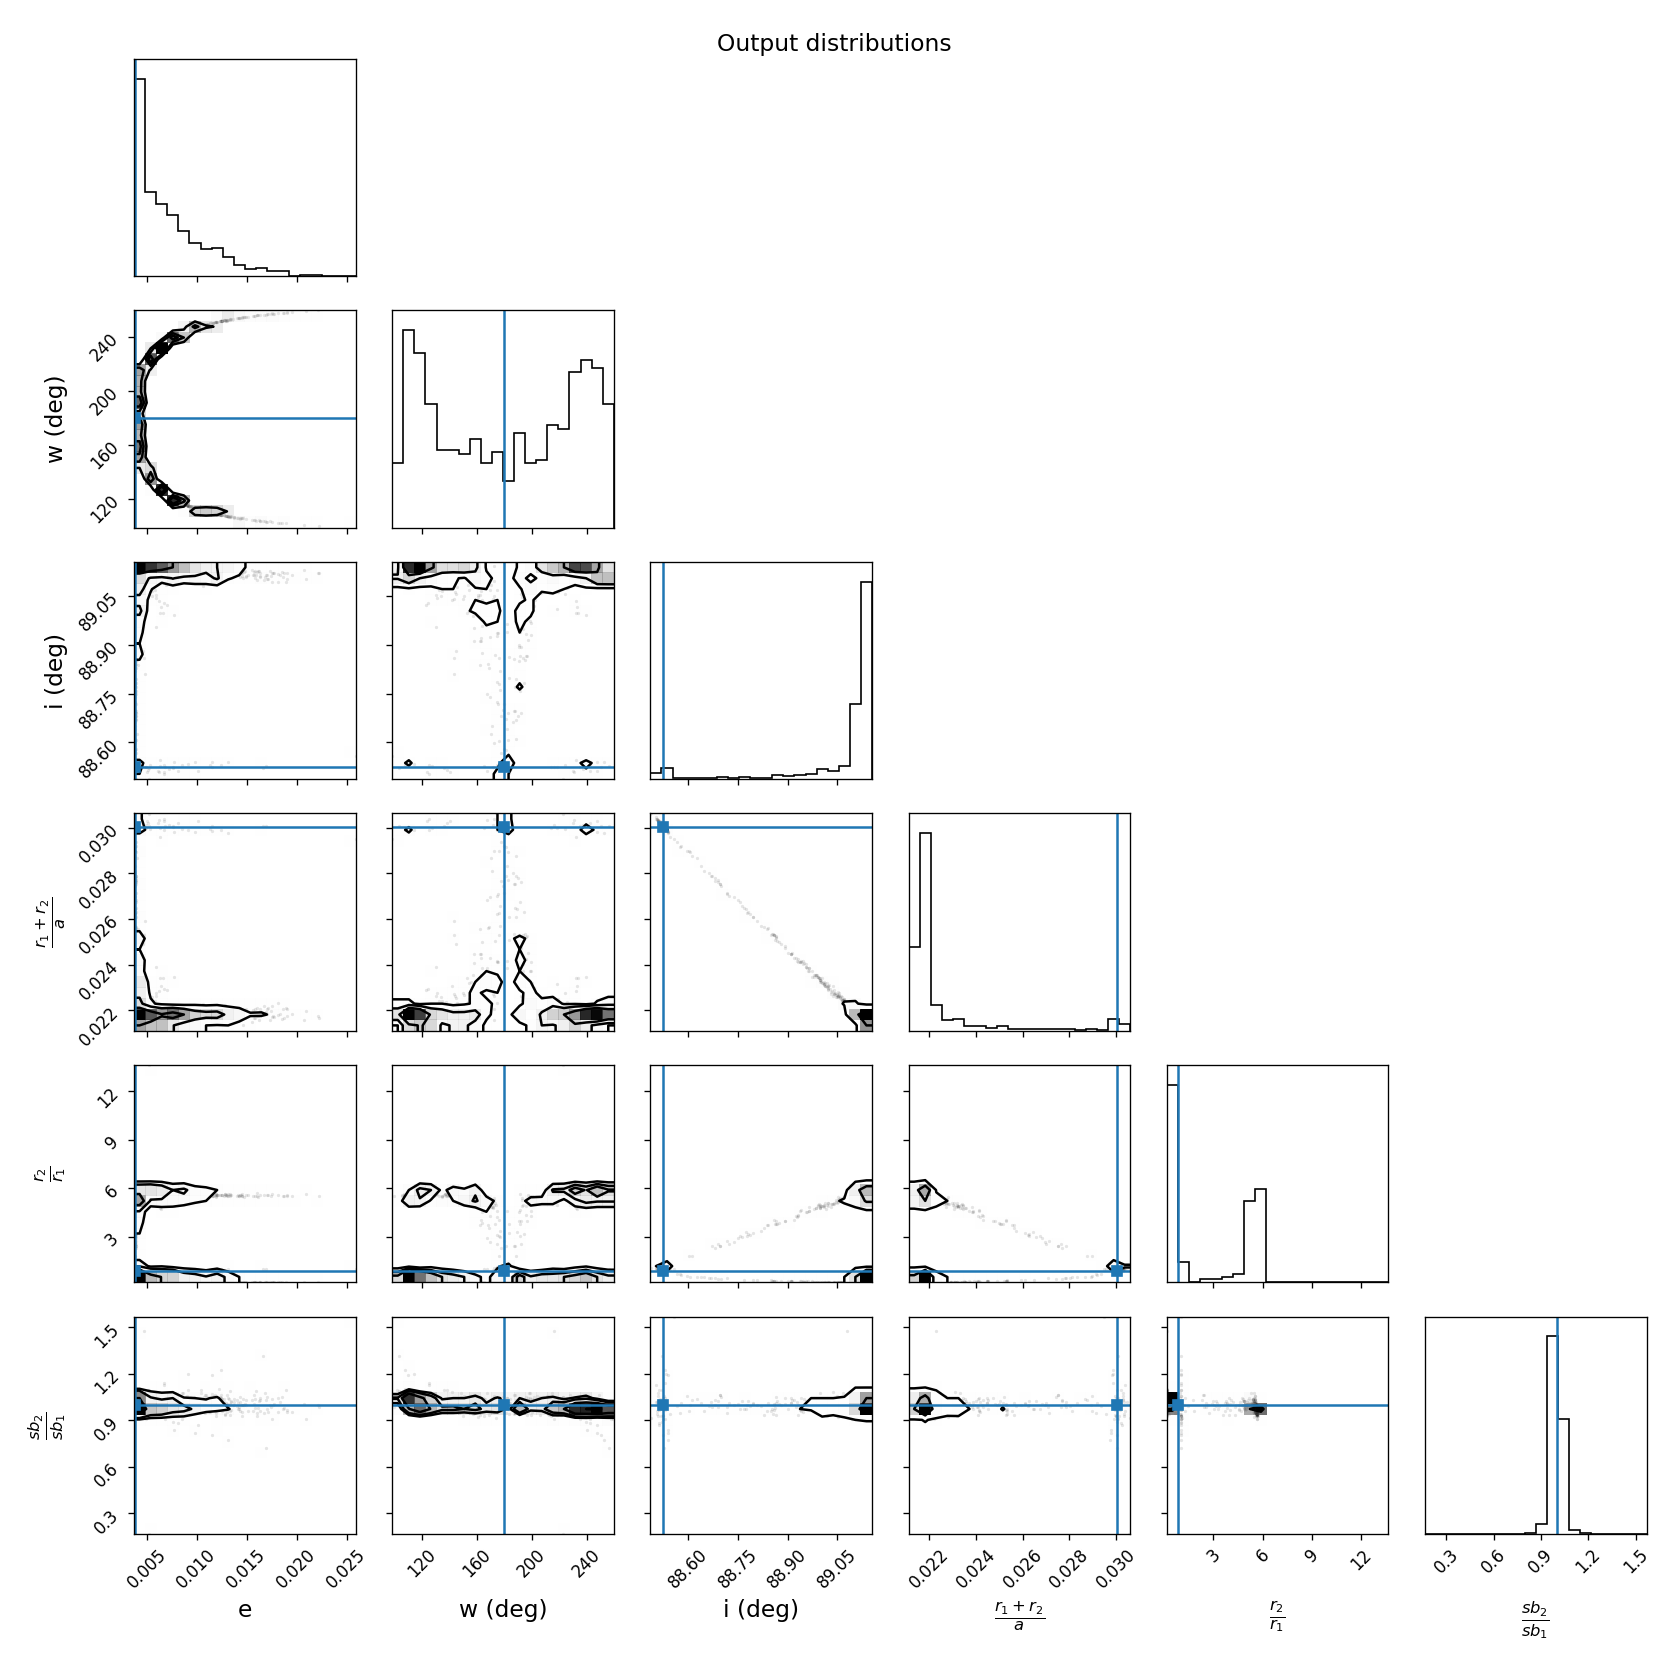 Output distributions
w (deg)
240
200
160
120
i (deg)
89.05
88.90
88.75
88.60
r₁ + r₂
a
0.030
0.028
0.026
0.024
0.022
r₂
r₁
12
9
6
3
sb₂
sb₁
1.5
1.2
0.9
0.6
0.3
0.005 0.010 0.015 0.020 0.025 120 160 200 240 88.60 88.75 88.90 89.05 0.022 0.024 0.026 0.028 0.030 3 6 9 12 0.3 0.6 0.9 1.2 1.5
e w (deg) i (deg) r₁ + r₂ r₂ sb₂
a r₁ sb₁